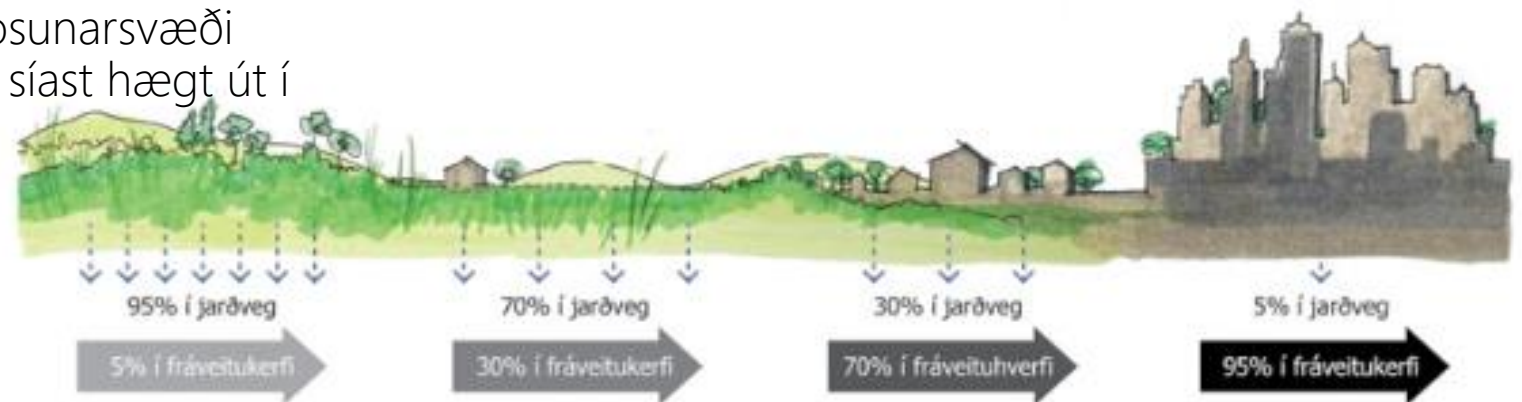 síast hægt út í
95% í jarðveg
70% í jarðveg
30% í jarðveg
5% í jarðveg
5% í fráveitukerfi
30% í fráveitukerfi
70% í fráveituhverfi
95% í fráveitukerfi